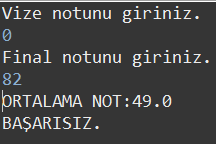 Vize notunu giriniz.
0
Final notunu giriniz.
82
ORTALAMA NOT:49.0
BAŞARISIZ.